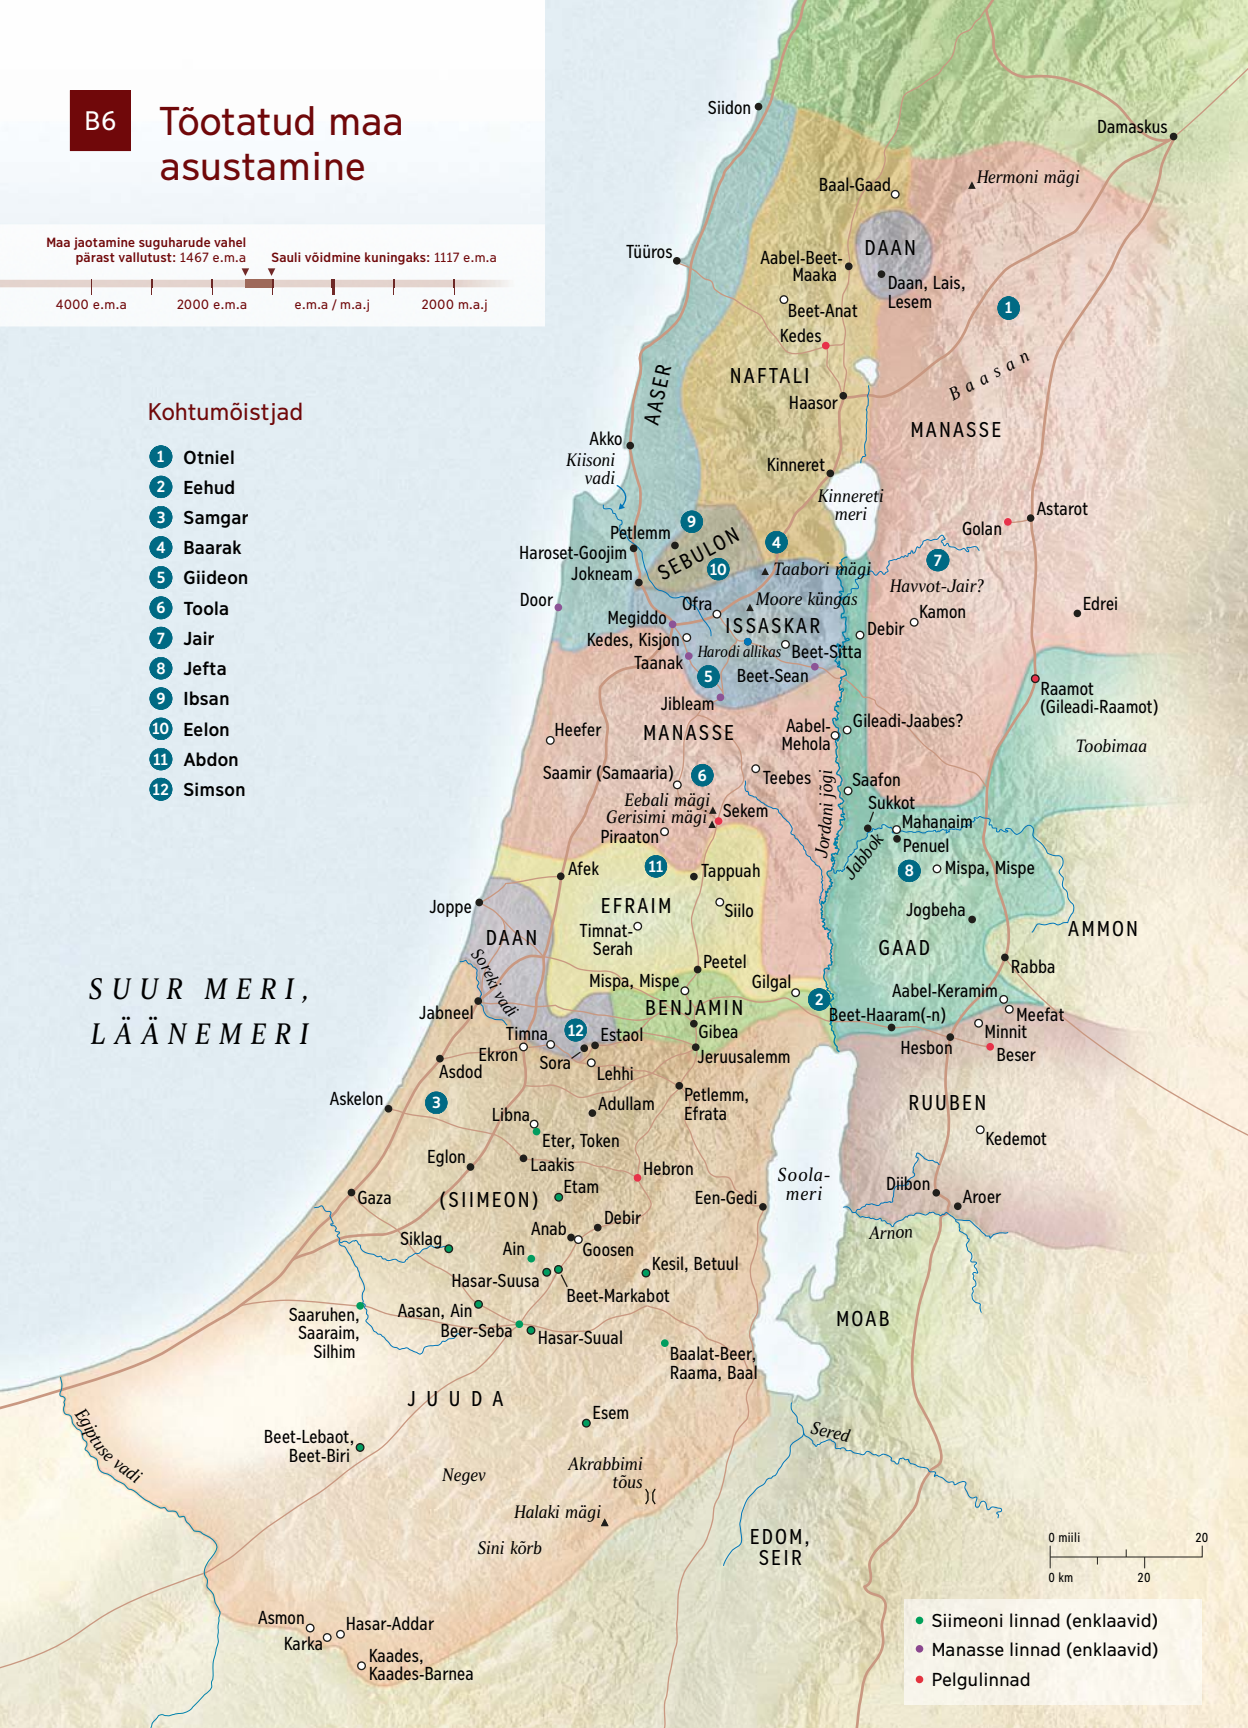 B6
Tõotatud maa
asustamine
Maa jaotamine suguharude vahel
pärast vallutust: 1467 e.m.a
Sauli võidmine kuningaks: 1117 e.m.a
4000 e.m.a
2000 e.m.a
e.m.a / m.a.j
2000 m.a.j
Kohtumõistjad
1 Otniel
2 Eehud
3 Samgar
4 Baarak
5 Giideon
6 Toola
7 Jair
8 Jefta
9 Ibsan
10 Eelon
11 Abdon
12 Simson
Siidon
Damaskus
Hermoni mägi
Baal-Gaad
DAAN
Tüüros
Aabel-Beet-
Maaka
Daan, Lais,
Lesem
1
Beet-Anat
Kedes
Baasan
NAFTALI
AASER
Haasor
MANASSE
Akko
Kiisoni
vadi
Kinneret
Kinnereti
meri
Astarot
Golan
9
Petlemm
SEBULON
4
Haroset-Goojim
Jokneam
10
Taabori mägi
7
Havvot-Jair?
Door
Ofra
Moore küngas
Kamon
Edrei
Megiddo
ISSASKAR
Debir
Kedes, Kisjon
Harodi allikas
Beet-Sitta
Taanak
5
Beet-Sean
Jibleam
Raamot
(Gileadi-Raamot)
Heefer
MANASSE
Aabel-
Mehola
Gileadi-Jaabes?
Toobimaa
Saamir (Samaaria)
6
Teebes
Saafon
Eebali mägi
Gerisimi mägi
Sekem
Jordani jõgi
Sukkot
Mahanaim
Piraaton
Penuel
Jabbok
Afek
11
Tappuah
8
Mispa, Mispe
Joppe
EFRAIM
Siilo
Jogbeha
DAAN
Timnat-
Serah
GAAD
AMMON
Soreki vadi
Peetel
Rabba
SUUR MERI,
LÄÄNEMERI
Mispa, Mispe
Gilgal
2
Aabel-Keramim
Jabneel
BENJAMIN
Beet-Haaram(-n)
Meefat
Timna
12
Estaol
Gibea
Minnit
Ekron
Sora
Jeruusalemm
Hesbon
Beser
Asdod
Lehhi
Askelon
3
Adullam
Petlemm,
Efrata
RUUBEN
Libna
Eter, Token
Kedemot
Eglon
Laakis
Hebron
Soola-
meri
Gaza
(SIIMEON)
Etam
Een-Gedi
Diibon
Aroer
Debir
Siklag
Anab
Goosen
Arnon
Ain
Hasar-Suusa
Kesil, Betuul
Beet-Markabot
Saaruhen,
Saaraim,
Silhim
Aasan, Ain
Beer-Seba
Hasar-Suual
MOAB
Baalat-Beer,
Raama, Baal
JUUDA
Esem
Egiptuse vadi
Beet-Lebaot,
Beet-Biri
Sered
Negev
Akrabbimi
tõus
Halaki mägi
Sini kõrb
EDOM,
SEIR
0 miili
20
0 km
20
Asmon
Hasar-Addar
Karka
Kaades,
Kaades-Barnea
Siimeoni linnad (enklaavid)
Manasse linnad (enklaavid)
Pelgulinnad